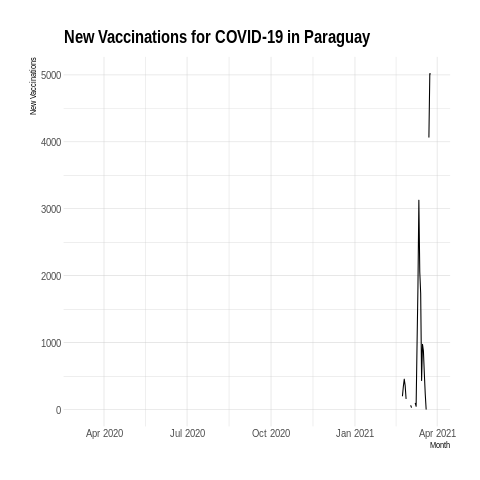 New Vaccinations for COVID-19 in Paraguay
New Vaccinations
5000
4000
3000
2000
1000
0
Apr 2020 Jul 2020 Oct 2020 Jan 2021 Apr 2021
Month